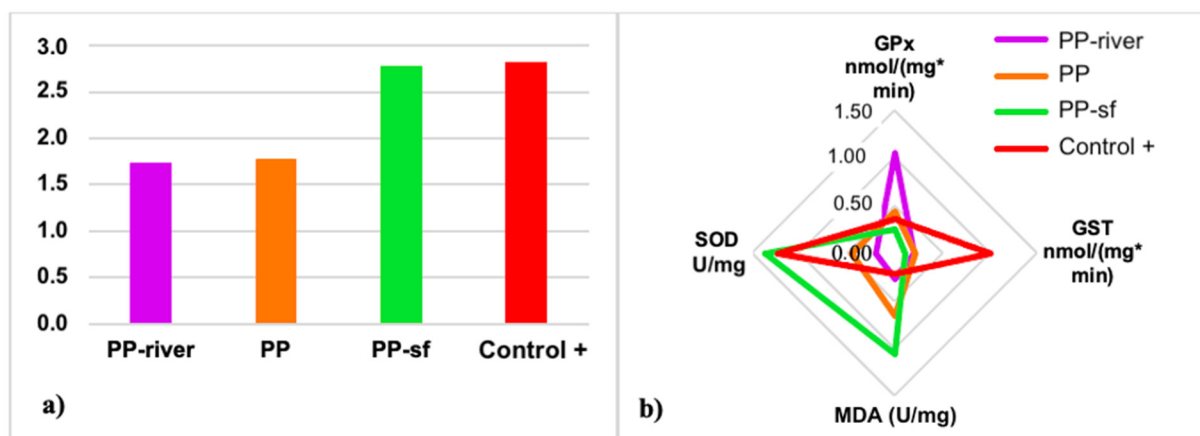 3.0
2.5
2.0
1.5
1.0
0.5
0.0
PP-river
PP
PP-sf
Control +
a)
GPx
nmol/(mg*
min)
1.50
1.00
0.50
0.00
SOD
U/mg
GST
nmol/(mg*
min)
MDA (U/mg)
PP-river
PP
PP-sf
Control +
b)